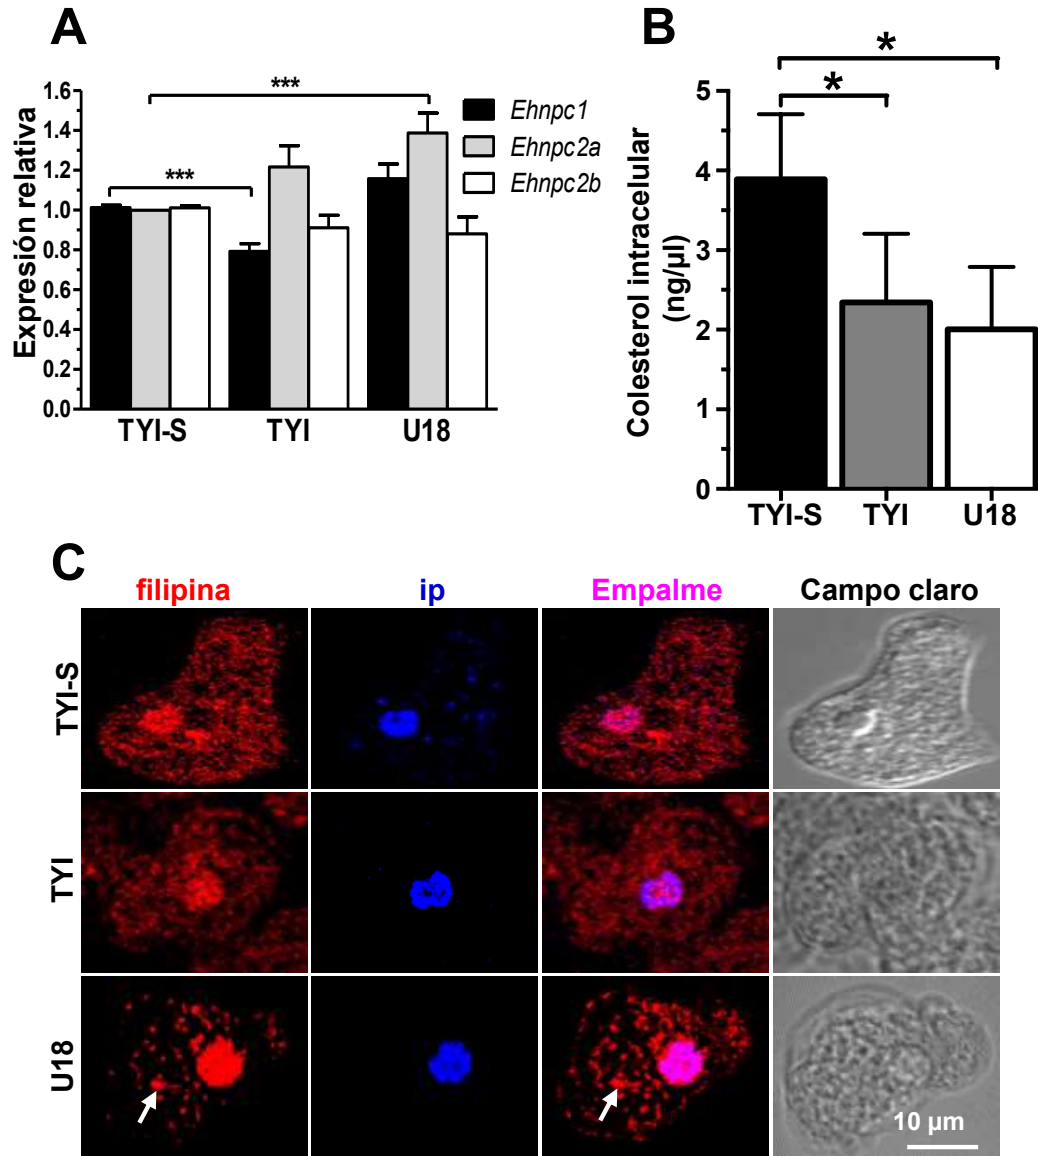 A
Expresión relativa
1.6
1.4
1.2
1.0
0.8
0.6
0.4
0.2
0.0
***
***
TYI-S
TYI
U18
Ehnpc1
Ehnpc2a
Ehnpc2b
B
Colesterol intracelular
(ng/µl)
5
4
3
2
1
0
*
*
TYI-S
TYI
U18
C
filipina
ip
Empalme
Campo claro
TYI-S
TYI
U18
10 µm